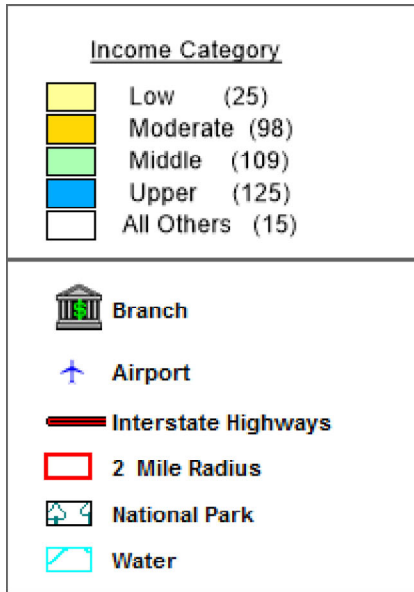 Income Category
Low (25)
Moderate (98)
Middle (109)
Upper (125)
All Others (15)
Branch
Airport
Interstate Highways
2 Mile Radius
National Park
Water